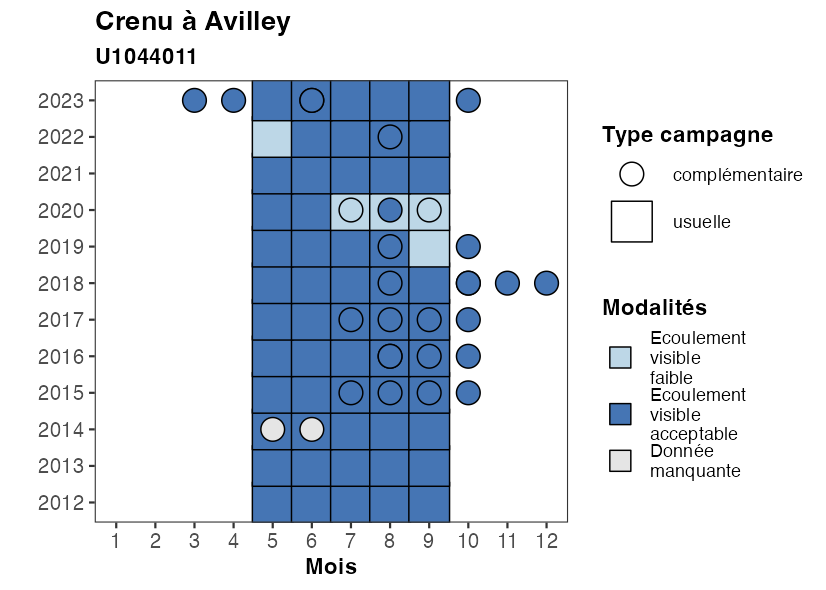 Crenu à Avilley
U1044011
2023
2022
2021
2020
2019
2018
2017
2016
2015
2014
2013
2012
1 2 3 4 5 6 7 8 9 10 11 12
Mois
Type campagne
complémentaire
usuelle
Modalités
Ecoulement
visible
faible
Ecoulement
visible
acceptable
Donnée
manquante